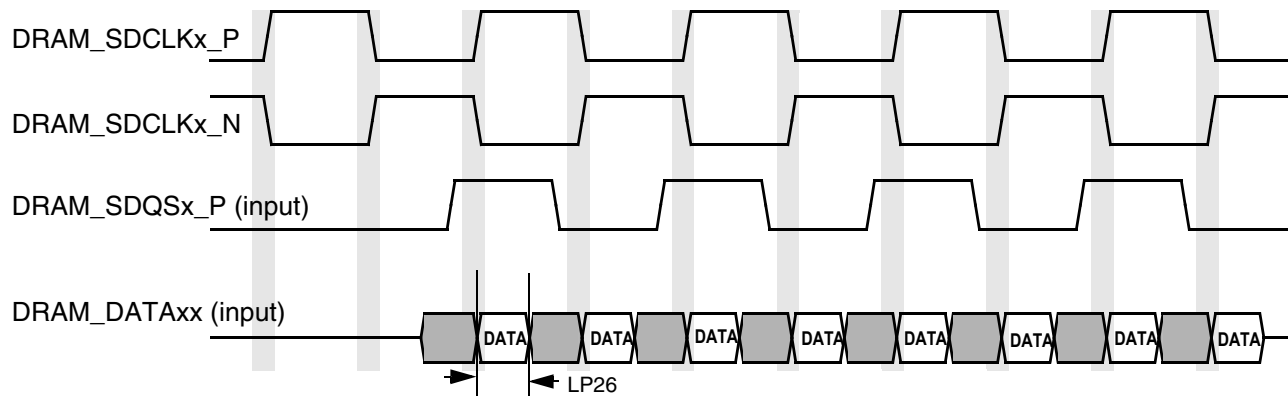 DRAM_SDCLKx_P
DRAM_SDCLKx_N
DRAM_SDQSx_P (input)
DRAM_DATAxx (input)
DATA DATA DATA DATA DATA DATA DATA DATA
LP26